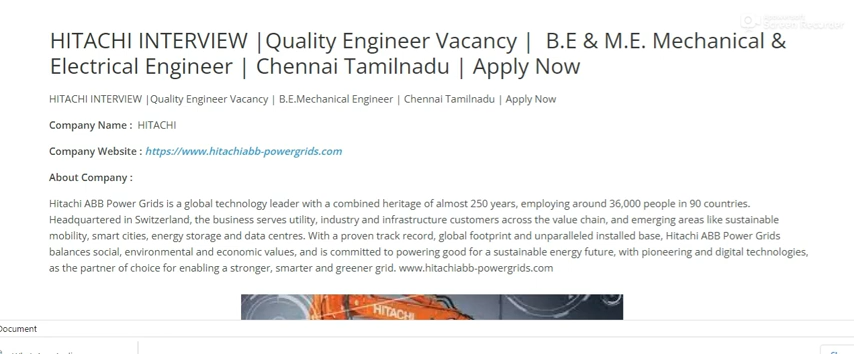 HITACHI INTERVIEW |Quality Engineer Vacancy | B.E & M.E. Mechanical &
Electrical Engineer | Chennai Tamilnadu | Apply Now
HITACHI INTERVIEW |Quality Engineer Vacancy | B.E.Mechanical Engineer | Chennai Tamilnadu | Apply Now
Company Name : HITACHI
Company Website : https://www.hitachiabb-powergrids.com
About Company :
Hitachi ABB Power Grids is a global technology leader with a combined heritage of almost 250 years, employing around 36,000 people in 90 countries.
Headquartered in Switzerland, the business serves utility, industry and infrastructure customers across the value chain, and emerging areas like sustainable
mobility, smart cities, energy storage and data centres. With a proven track record, global footprint and unparalleled installed base, Hitachi ABB Power Grids
balances social, environmental and economic values, and is committed to powering good for a sustainable energy future, with pioneering and digital technologies,
as the partner of choice for enabling a stronger, smarter and greener grid. www.hitachiabb-powergrids.com
HITACHI
Document